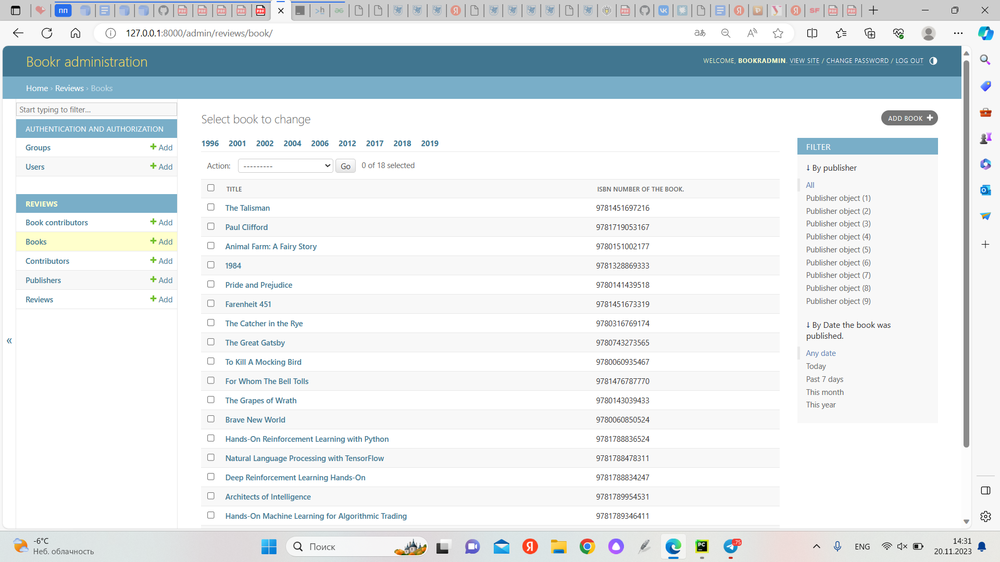 пп
SF
127.0.0.1:8000/admin/reviews/book/
Bookr administration
WELCOME, BOOKRADMIN. VIEW SITE / CHANGE PASSWORD / LOG OUT
Home › Reviews › Books
Start typing to filter...
AUTHENTICATION AND AUTHORIZATION
Groups + Add
Users + Add
REVIEWS
Book contributors + Add
Books + Add
Contributors + Add
Publishers + Add
Reviews + Add
«
Select book to change
ADD BOOK +
1996 2001 2002 2004 2006 2012 2017 2018 2019
Action: --------- Go 0 of 18 selected
TITLE ISBN NUMBER OF THE BOOK.
The Talisman 9781451697216
Paul Clifford 9781719053167
Animal Farm: A Fairy Story 9780151002177
1984 9781328869333
Pride and Prejudice 9780141439518
Farenheit 451 9781451673319
The Catcher in the Rye 9780316769174
The Great Gatsby 9780743273565
To Kill A Mocking Bird 9780060935467
For Whom The Bell Tolls 9781476787770
The Grapes of Wrath 9780143039433
Brave New World 9780060850524
Hands-On Reinforcement Learning with Python 9781788836524
Natural Language Processing with TensorFlow 9781788478311
Deep Reinforcement Learning Hands-On 9781788834247
Architects of Intelligence 9781789954531
Hands-On Machine Learning for Algorithmic Trading 9781789346411
FILTER
↓ By publisher
All
Publisher object (1)
Publisher object (2)
Publisher object (3)
Publisher object (4)
Publisher object (5)
Publisher object (6)
Publisher object (7)
Publisher object (8)
Publisher object (9)
↓ By Date the book was
published.
Any date
Today
Past 7 days
This month
This year
-6°C
Неб. облачность
Поиск
ENG
14:31
20.11.2023